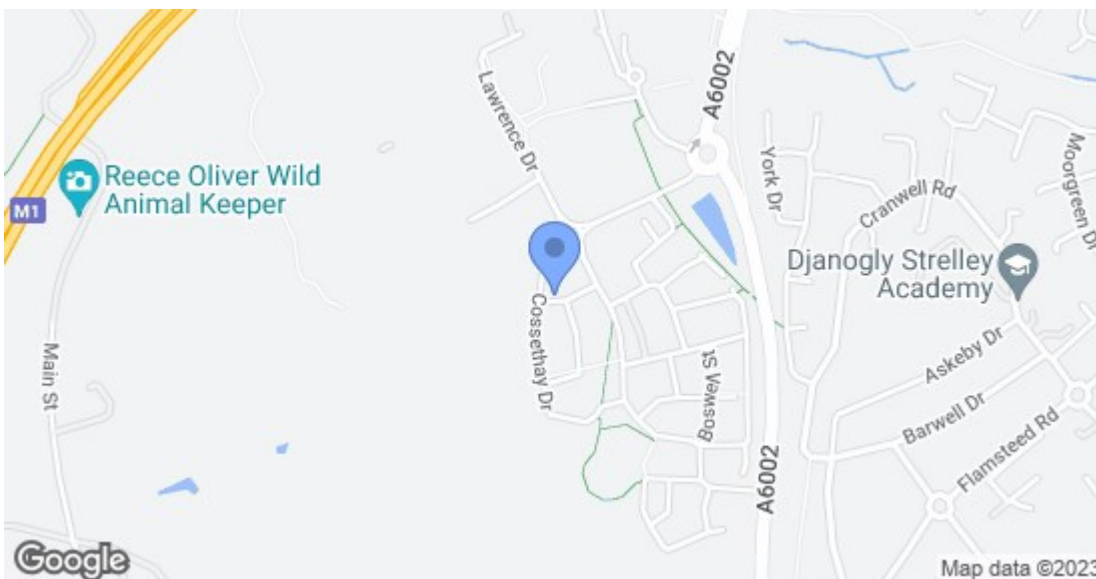 A6002
Lawrence Dr
York Dr
Moorgreen Dr
Reece Oliver Wild
Animal Keeper
Cranwell Rd
M1
Djanogly Strelley
Academy
Cossethay Dr
Main St
Boswel St
Askeby Dr
Barwell Dr
Flamsteed Rd
A6002
Google
Map data ©2023